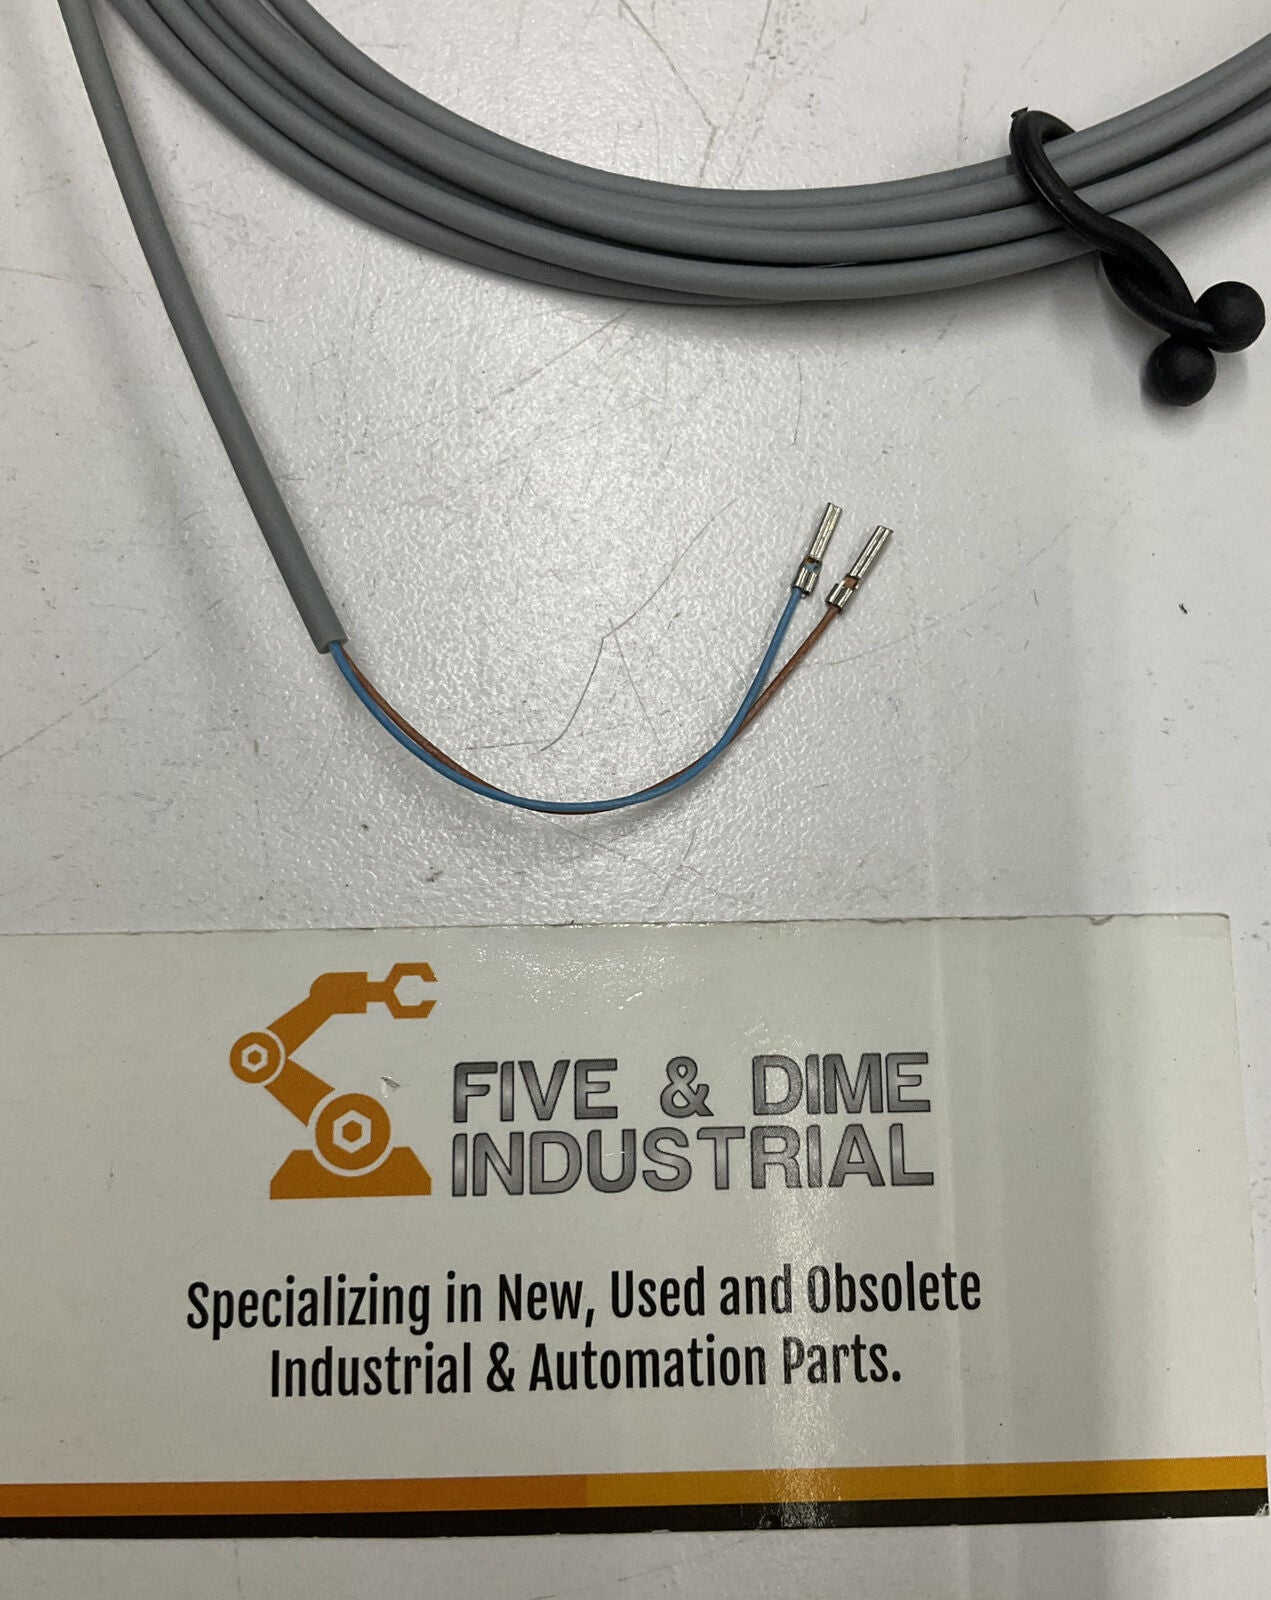 FIVE & DIME
INDUSTRIAL
Specializing in New, Used and Obsolete
Industrial & Automation Parts.